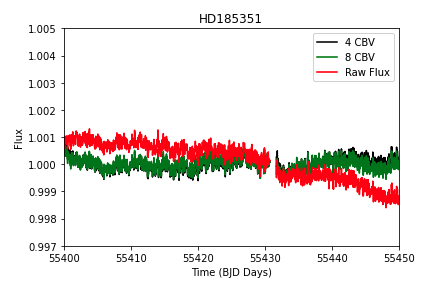 HD185351
1.005
1.004
1.003
1.002
1.001
1.000
0.999
0.998
0.997
Flux
4 CBV
8 CBV
Raw Flux
55400
55410
55420
55430
55440
55450
Time (BJD Days)